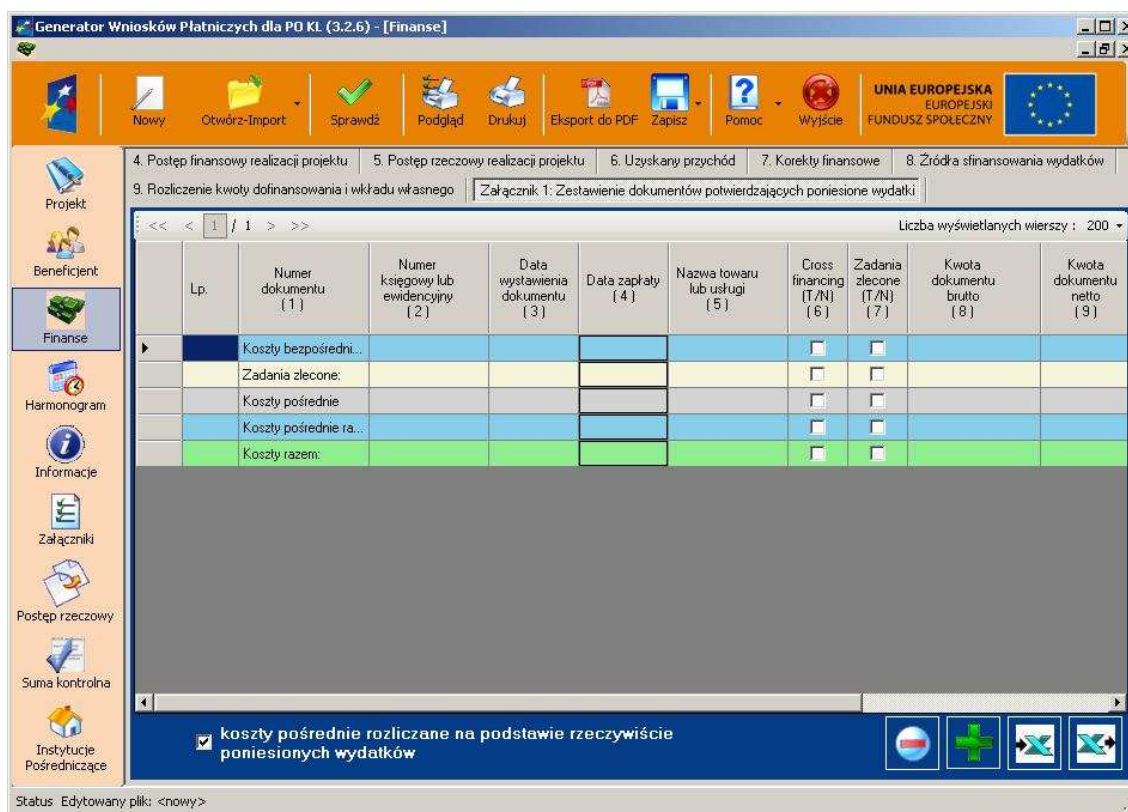 Generator Wniosków Płatniczych dla PO KL (3.2.6) - [Finanse]
Nowy
Otwórz-Import
Sprawdź
Podgląd
Drukuj
Eksport do PDF
Zapisz
Pomoc
Wyjście
UNIA EUROPEJSKA
EUROPEJSKI
FUNDUSZ SPOŁECZNY
Projekt
Beneficjent
Finanse
Harmonogram
Informacje
Załączniki
Postęp rzeczowy
Suma kontrolna
Instytucje
Pośredniczące
4. Postęp finansowy realizacji projektu
5. Postęp rzeczowy realizacji projektu
6. Uzyskany przychód
7. Korekty finansowe
8. Źródła sfinansowania wydatków
9. Rozliczenie kwoty dofinansowania i wkładu własnego
Załącznik 1: Zestawienie dokumentów potwierdzających poniesione wydatki
<< < 1 / 1 > >>
Liczba wyświetlanych wierszy : 200
Lp.
Numer
dokumentu
( 1 )
Numer
księgowy lub
ewidencyjny
( 2 )
Data
wystawienia
dokumentu
( 3 )
Data zapłaty
( 4 )
Nazwa towaru
lub usługi
( 5 )
Cross
financing
(T/N)
( 6 )
Zadania
zlecone
(T/N)
( 7 )
Kwota
dokumentu
brutto
( 8 )
Kwota
dokumentu
netto
( 9 )
Koszty bezpośredni...
Zadania zlecone:
Koszty pośrednie
Koszty pośrednie ra...
Koszty razem:
koszty pośrednie rozliczane na podstawie rzeczywiście
poniesionych wydatków
Status Edytowany plik: <nowy>